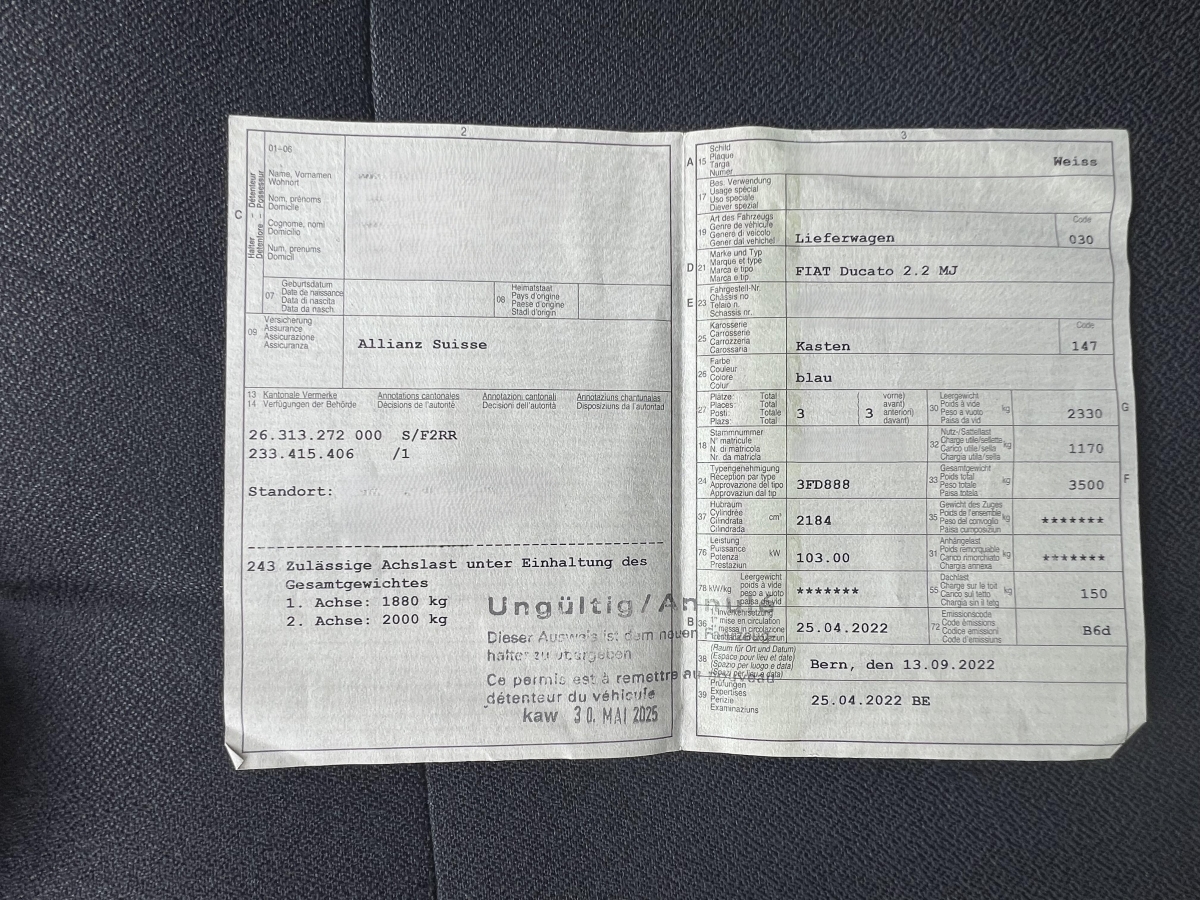 2
01-06
C
Halter - Détenteur
Detentore - Possessur
Name, Vornamen
Wohnort
Nom, prénoms
Domicile
Cognome, nomi
Domicilio
Num, prenums
Domicil
07
Geburtsdatum
Date de naissance
Data di nascita
Data da nasch
08
Heimatstaat
Pays d'origine
Paese d'origine
Stadi d'origin
09
Versicherung
Assurance
Assicurazione
Assicuranza
Allianz Suisse
13 Kantonale Vermerke Annotations cantonales Annotazioni cantonali Annotaziuns chantunalas
14 Verfügungen der Behörde Décisions de l'autorité Decisioni dell'autorità Disposiziuns da l'autoritad
26.313.272 000 S/F2RR
233.415.406 /1
Standort:
243 Zulässige Achslast unter Einhaltung des
Gesamtgewichtes
1. Achse: 1880 kg
2. Achse: 2000 kg
Ungültig/Annulé
Dieser Ausweis ist dem neuen Fahrzeug-
halter zu übergeben
Ce permis est à remettre au nouveau
détenteur du véhicule
kaw 30. MAI 2025
3
A 15
Schild
Plaque
Targa
Numer
Weiss
17
Bes. Verwendung
Usage spécial
Uso speciale
Diever spezial
19
Art des Fahrzeugs
Genre de véhicule
Genere di veicolo
Gener dal vehichel
Lieferwagen
Code
030
D 21
Marke und Typ
Marque et type
Marca e tipo
Marca e tip
FIAT Ducato 2.2 MJ
E 23
Fahrgestell-Nr.
Châssis no
Telaio n.
Schassis nr.
25
Karosserie
Carrosserie
Carrozzeria
Carossaria
Kasten
Code
147
26
Farbe
Couleur
Colore
Colur
blau
27
Plätze: Total
Places: Total
Posti: Totale
Plazs: Total
3
( 3
vorne)
avant)
anteriori)
davant)
30
Leergewicht
Poids à vide
Peso a vuoto
Paisa da vid
kg
2330
G
18
Stammnummer
N° matricule
N. di matricola
Nr. da matricla
32
Nutz-/Sattellast
Charge utile/sellette
Carico utile/sella
Chargia utila/sella
kg
1170
24
Typengenehmigung
Réception par type
Approvazione del tipo
Approvaziun dal tip
3FD888
33
Gesamtgewicht
Poids total
Peso totale
Paisa totala
kg
3500
F
37
Hubraum
Cylindrée
Cilindrata
Cilindrada
cm³
2184
35
Gewicht des Zuges
Poids de l'ensemble
Peso del convoglio
Paisa cumposiziun
kg
*******
76
Leistung
Puissance
Potenza
Prestaziun
kW
103.00
31
Anhängelast
Poids remorquable
Carico rimorchiato
Chargia annexa
kg
*******
78 kW/kg
Leergewicht
poids à vide
peso a vuoto
paisa da vid
*******
55
Dachlast
Charge sur le toit
Carico sul tetto
Chargia sin il tetg
kg
150
B 36
1. Inverkehrsetzung
1re mise en circulation
1a messa in circolazione
25.04.2022
72
Emissionscode
Code émissions
Codice emissioni
Code d'emissiuns
B6d
38
(Raum für Ort und Datum)
(Espace pour lieu et date)
(Spazio per luogo e data)
(Spazi per lieu e data)
Bern, den 13.09.2022
39
Prüfungen
Expertises
Perizie
Examinaziuns
25.04.2022 BE